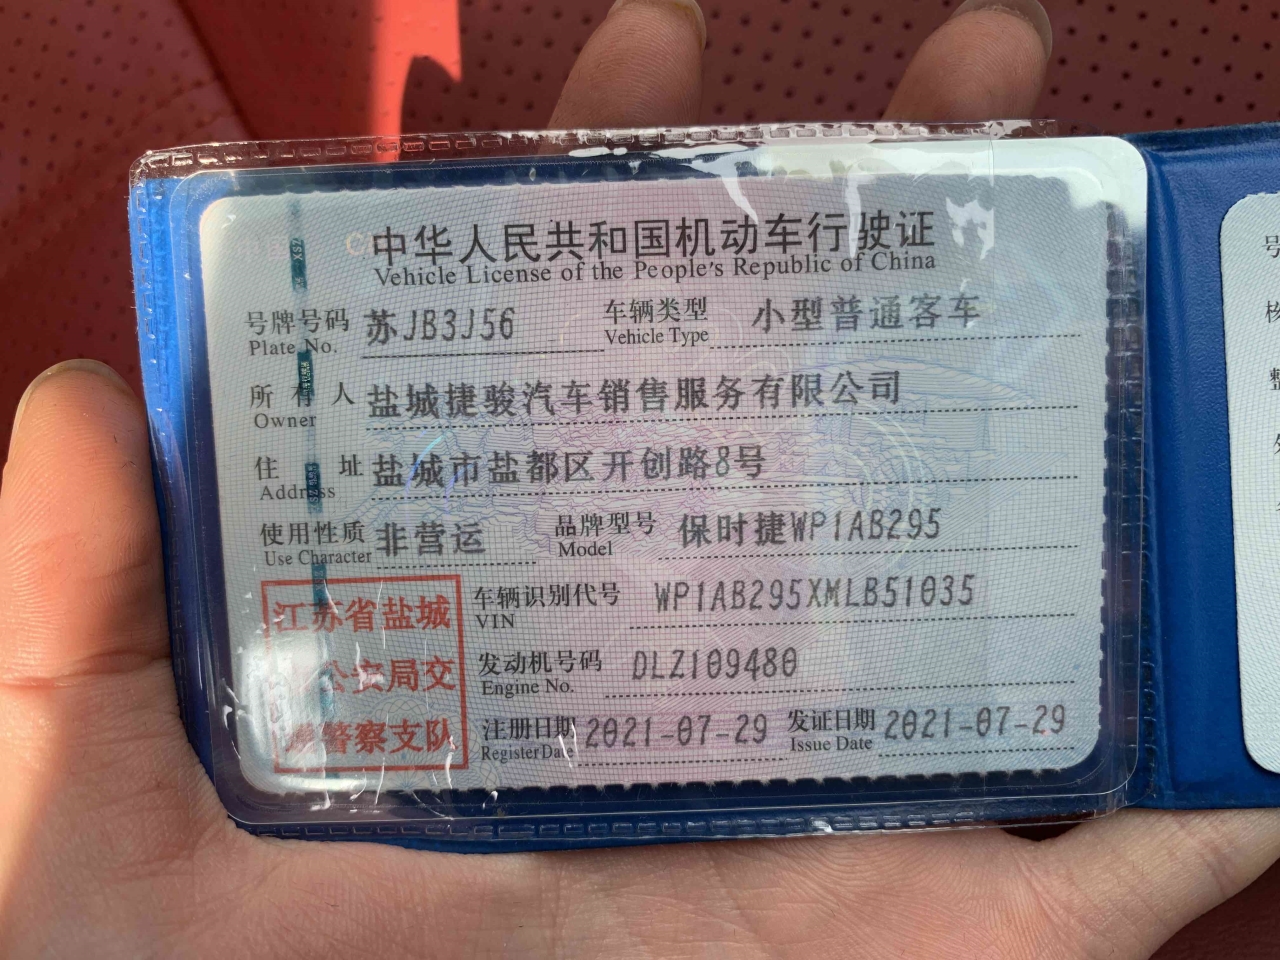 中华人民共和国机动车行驶证
Vehicle License of the People's Republic of China
号牌号码 苏JB3J56 车辆类型 小型普通客车
Plate No. Vehicle Type
所有人 盐城捷骏汽车销售服务有限公司
Owner
住址 盐城市盐都区开创路8号
Address
使用性质 非营运 品牌型号 保时捷WP1AB295
Use Character Model
江苏省盐城
公安局交
警察支队
车辆识别代号 WP1AB295XMLB51035
VIN
发动机号码 DLZ109480
Engine No.
注册日期 2021-07-29 发证日期 2021-07-29
Register Date Issue Date
号